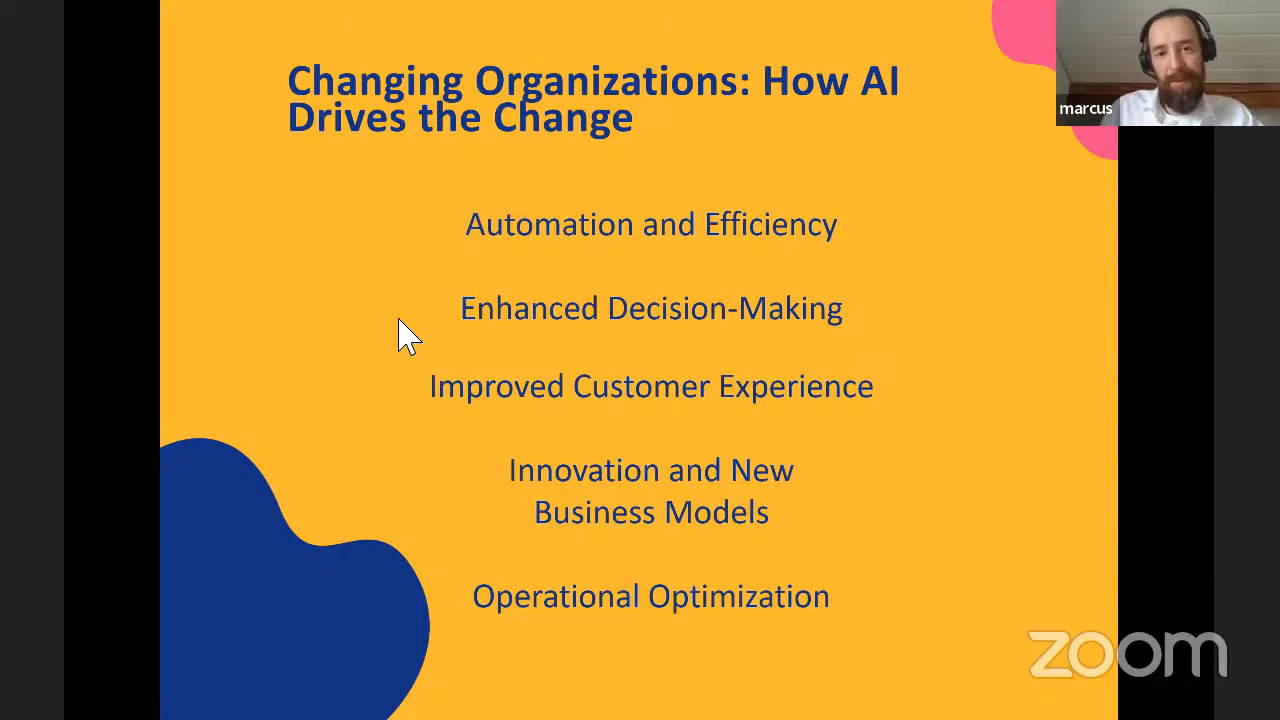 Changing Organizations: How AI
Drives the Change
marcus
Automation and Efficiency
Enhanced Decision-Making
Improved Customer Experience
Innovation and New
Business Models
Operational Optimization
zoom